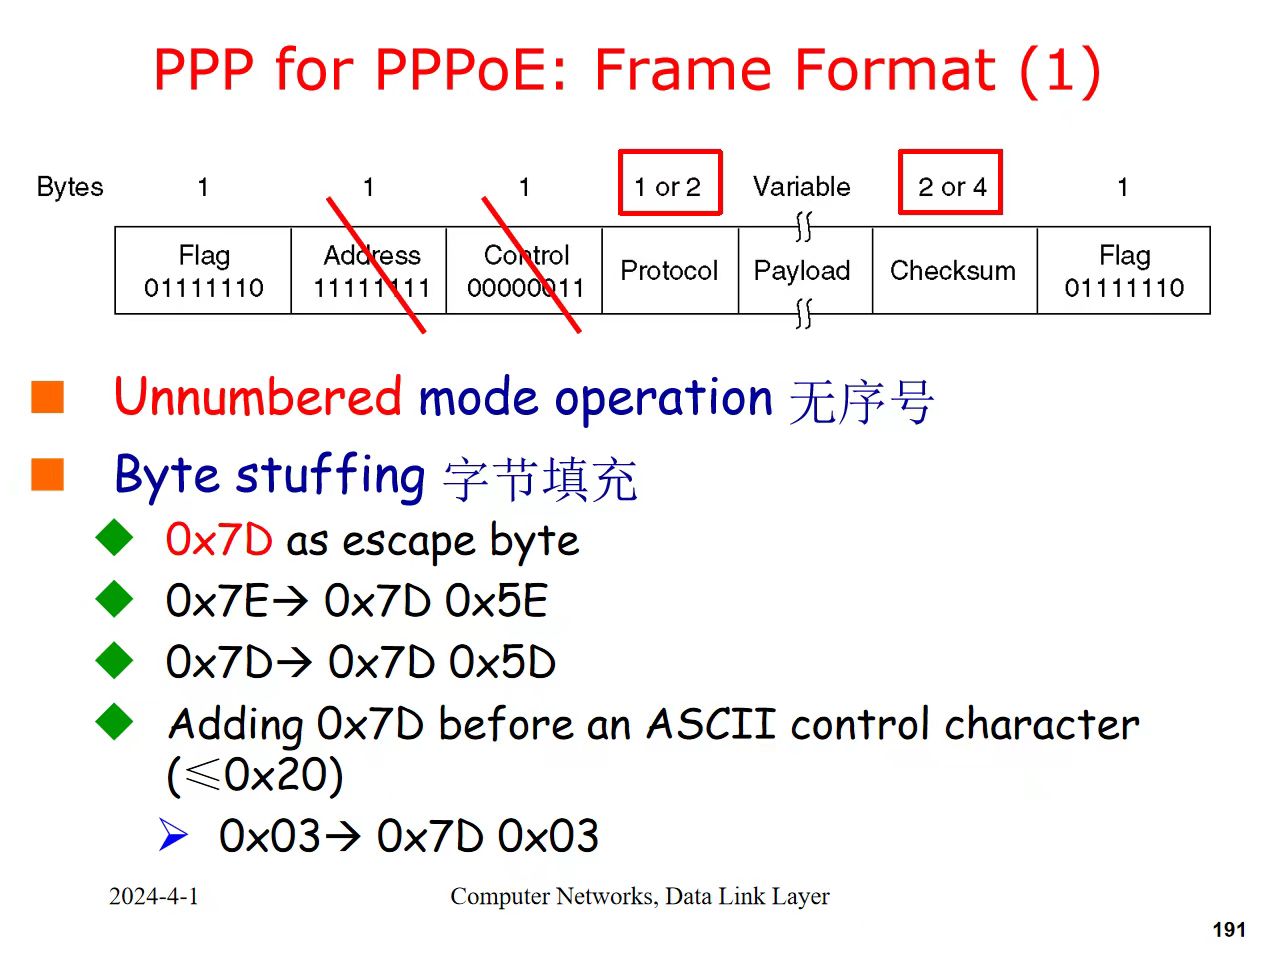 PPP for PPPoE: Frame Format (1)
Bytes 1 1 1 1 or 2 Variable 2 or 4 1
Flag Address Control Protocol Payload Checksum Flag
01111110 11111111 00000011 01111110
Unnumbered mode operation 无序号
Byte stuffing 字节填充
0x7D as escape byte
0x7E→ 0x7D 0x5E
0x7D→ 0x7D 0x5D
Adding 0x7D before an ASCII control character
(≤0x20)
0x03→ 0x7D 0x03
2024-4-1 Computer Networks, Data Link Layer
191